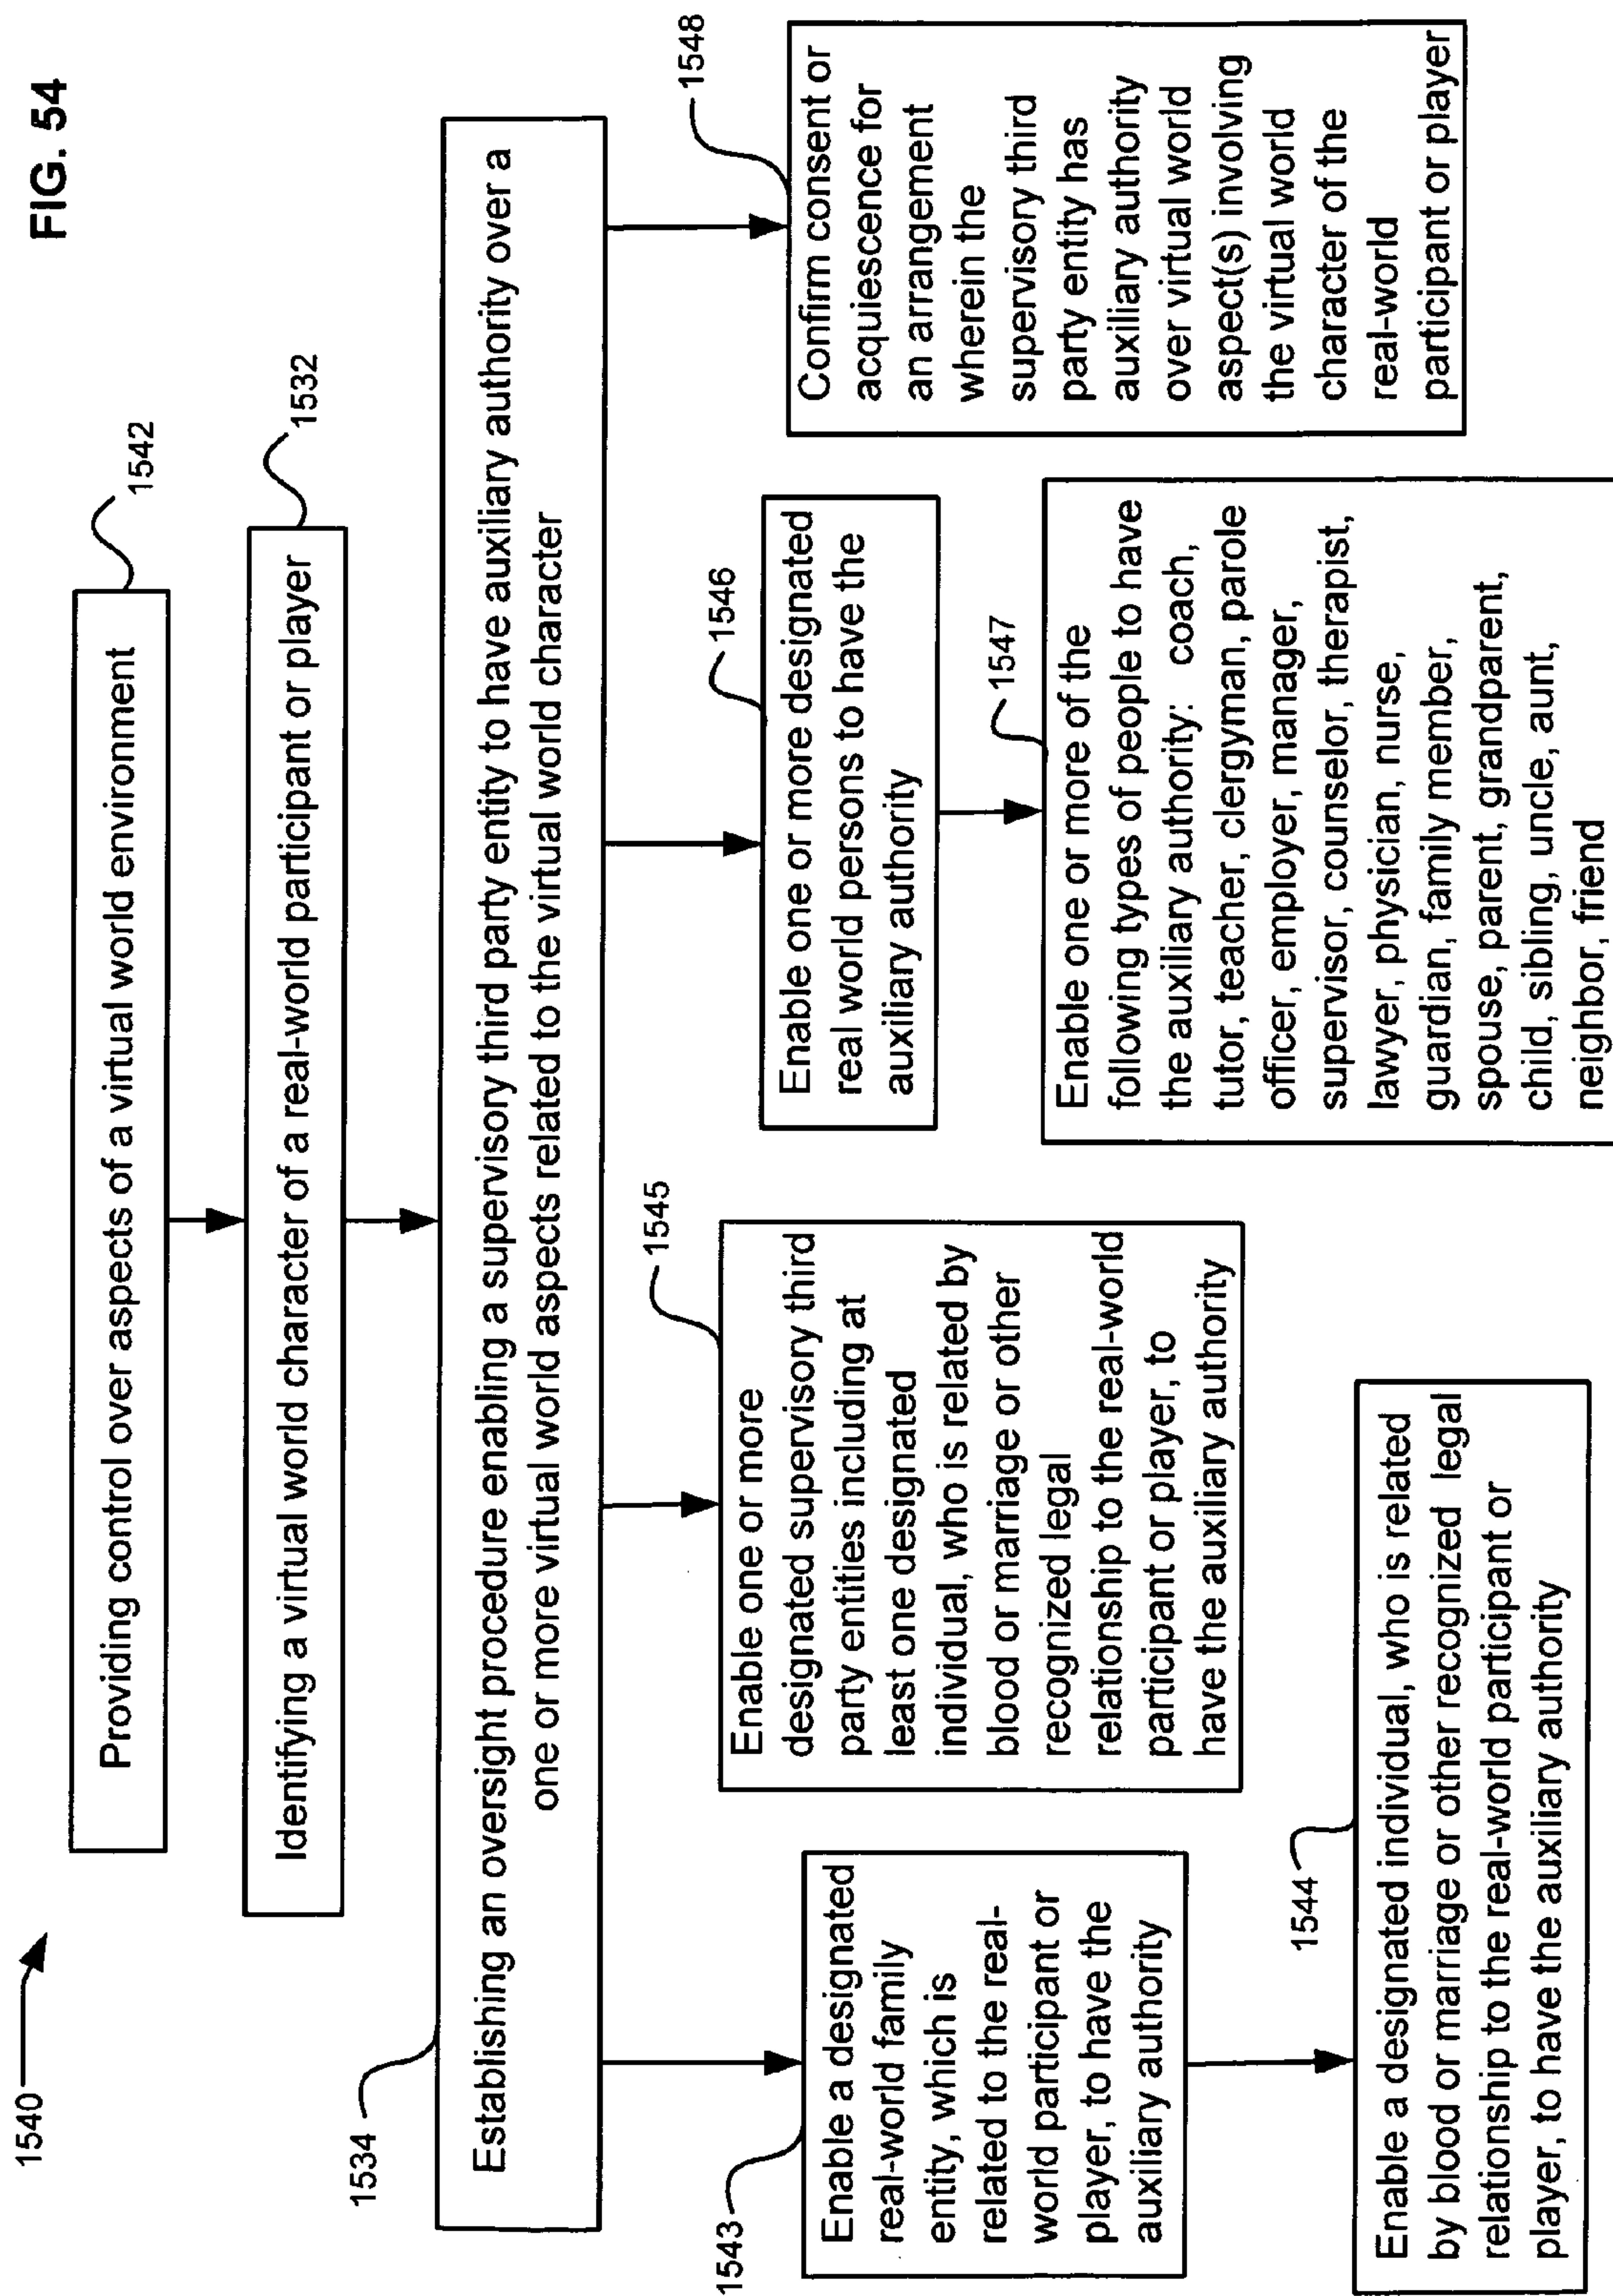 FIG. 54
1540
1542
Providing control over aspects of a virtual world environment
1532
Identifying a virtual world character of a real-world participant or player
1534
Establishing an oversight procedure enabling a supervisory third party entity to have auxiliary authority over a
one or more virtual world aspects related to the virtual world character
1543
Enable a designated
real-world family
entity, which is
related to the real-
world participant or
player, to have the
auxiliary authority
1544
Enable a designated individual, who is related
by blood or marriage or other recognized legal
relationship to the real-world participant or
player, to have the auxiliary authority
1545
Enable one or more
designated supervisory third
party entities including at
least one designated
individual, who is related by
blood or marriage or other
recognized legal
relationship to the real-world
participant or player, to
have the auxiliary authority
1546
Enable one or more designated
real world persons to have the
auxiliary authority
1547
Enable one or more of the
following types of people to have
the auxiliary authority: coach,
tutor, teacher, clergyman, parole
officer, employer, manager,
supervisor, counselor, therapist,
lawyer, physician, nurse,
guardian, family member,
spouse, parent, grandparent,
child, sibling, uncle, aunt,
neighbor, friend
1548
Confirm consent or
acquiescence for
an arrangement
wherein the
supervisory third
party entity has
auxiliary authority
over virtual world
aspect(s) involving
the virtual world
character of the
real-world
participant or player